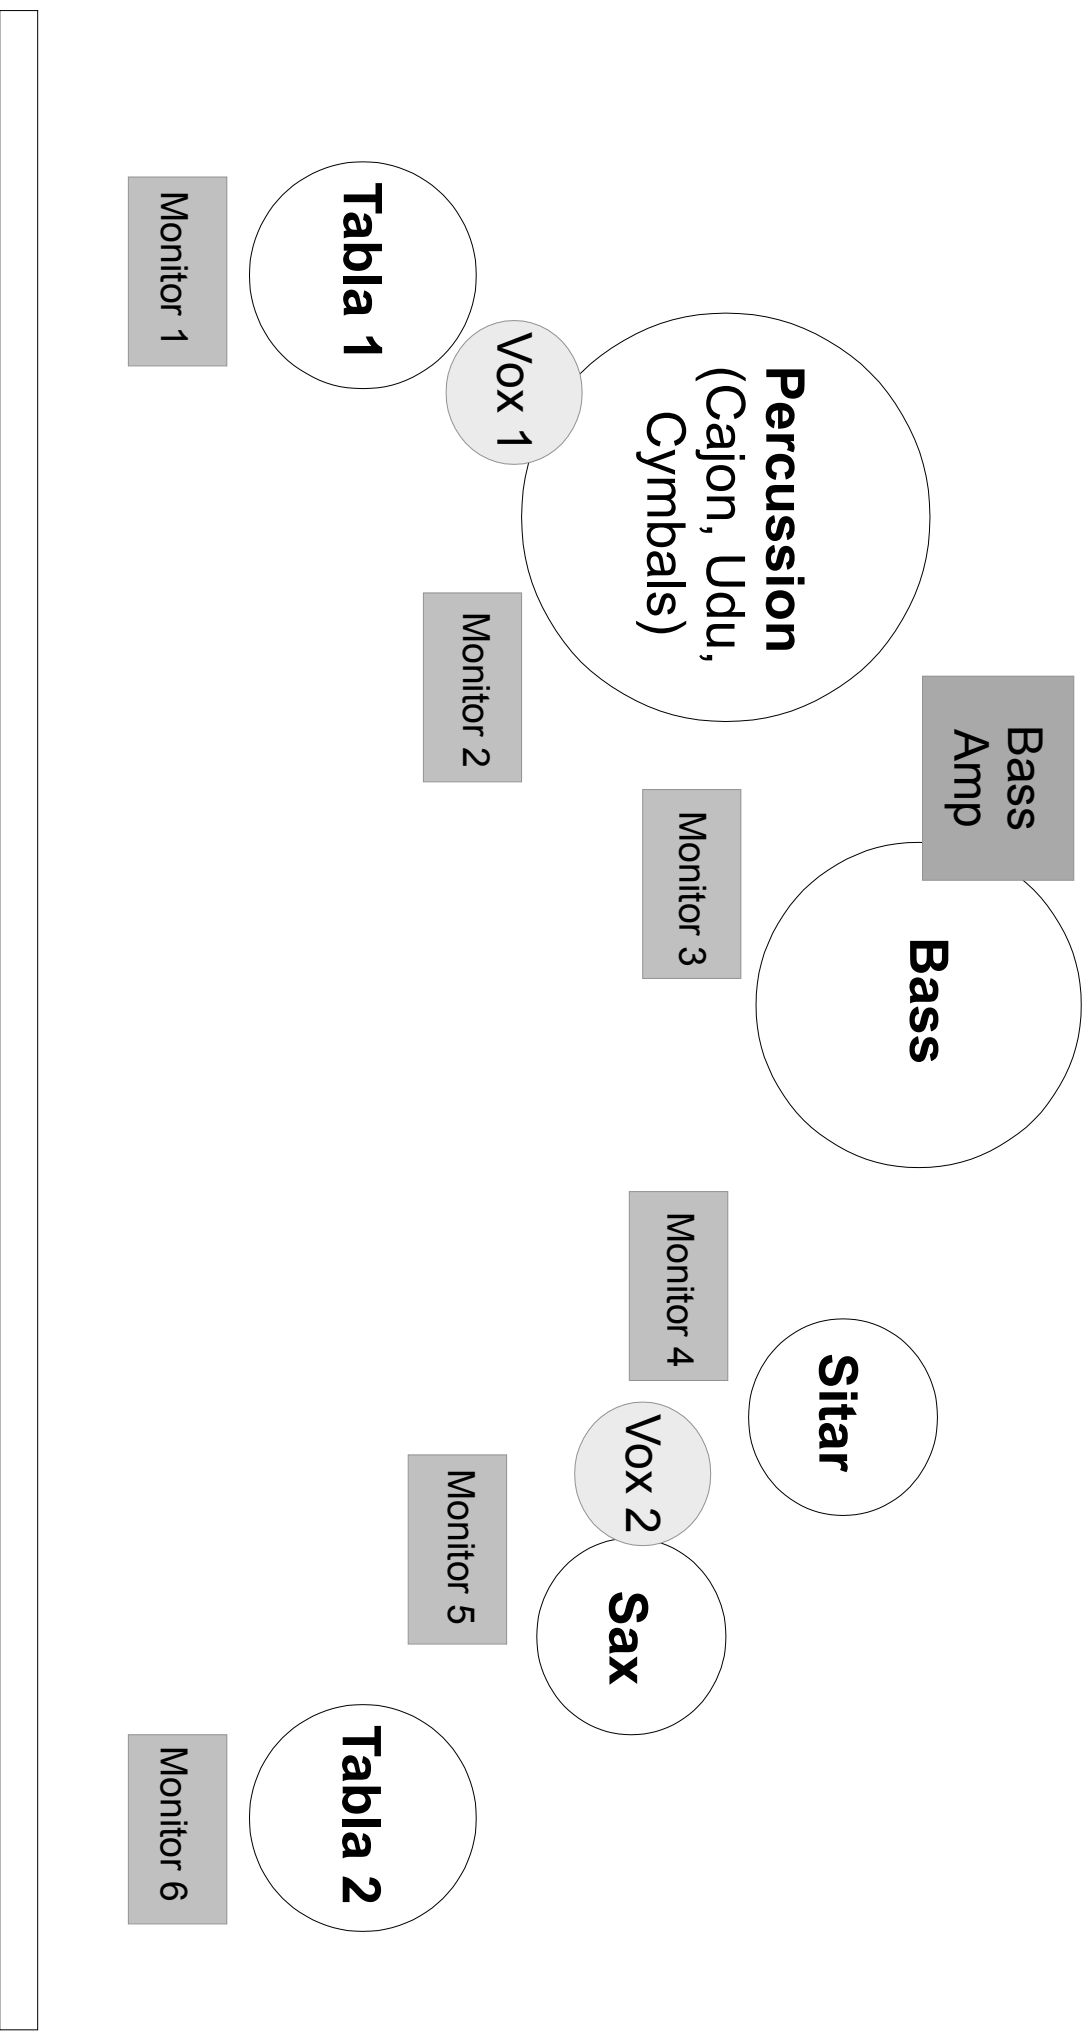 Bass
Amp
Bass
Percussion
(Cajon, Udu,
Cymbals)
Sitar
Monitor 3
Monitor 4
Vox 2
Sax
Vox 1
Monitor 2
Monitor 5
Tabla 1
Tabla 2
Monitor 1
Monitor 6